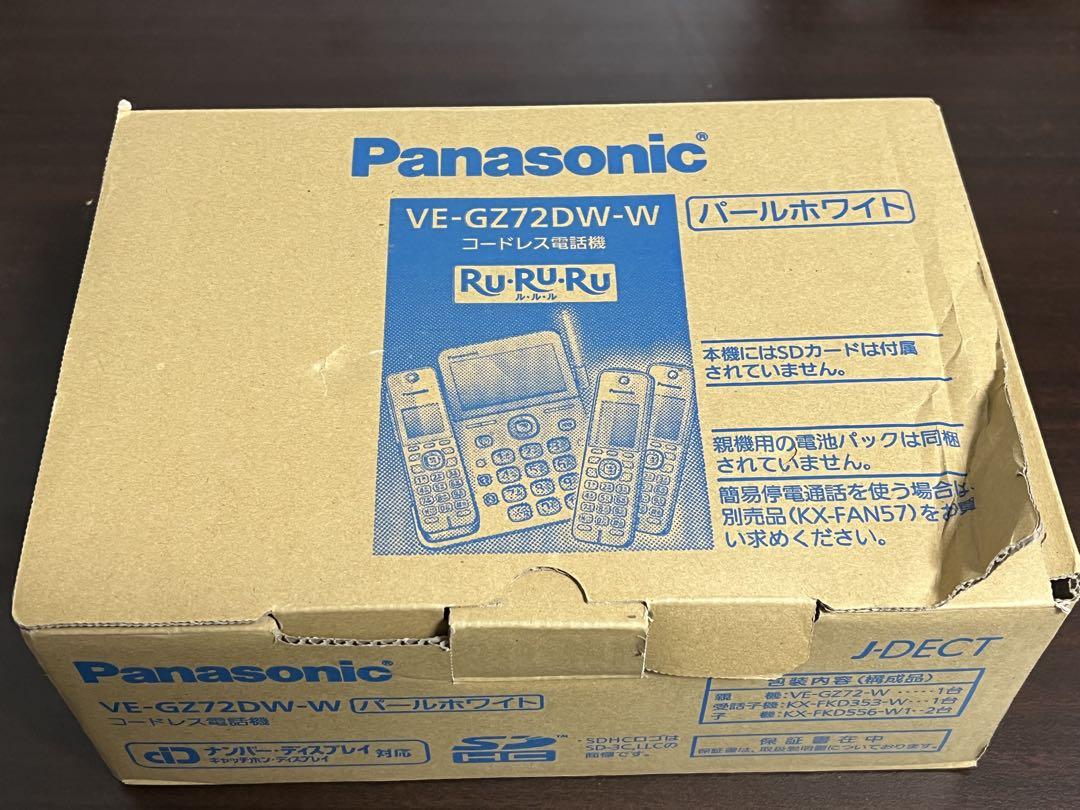 Panasonic®
VE-GZ72DW-W
パールホワイト
コードレス電話機
RU・RU・RU
ル・ル・ル
Panasonic
本機にはSDカードは付属
されていません。
親機用の電池パックは同梱
されていません。
簡易停電通話を使う場合は、
別売品(KX-FAN57)をお買
い求めください。
J-DECT
Panasonic®
VE-GZ72DW-W パールホワイト
コードレス電話機
ナンバー・ディスプレイ 対応
キャッチホン・ディスプレイ
SD HC ™
・SDHCロゴは
SD-3C,LLCの
商標です。
包装内容(構成品)
親 機:VE-GZ72-W ・・・・・1台
受話子機:KX-FKD353-W・・・1台
子 機:KX-FKD556-W1・・2台
保証書在中
保証書は、取扱説明書についております。